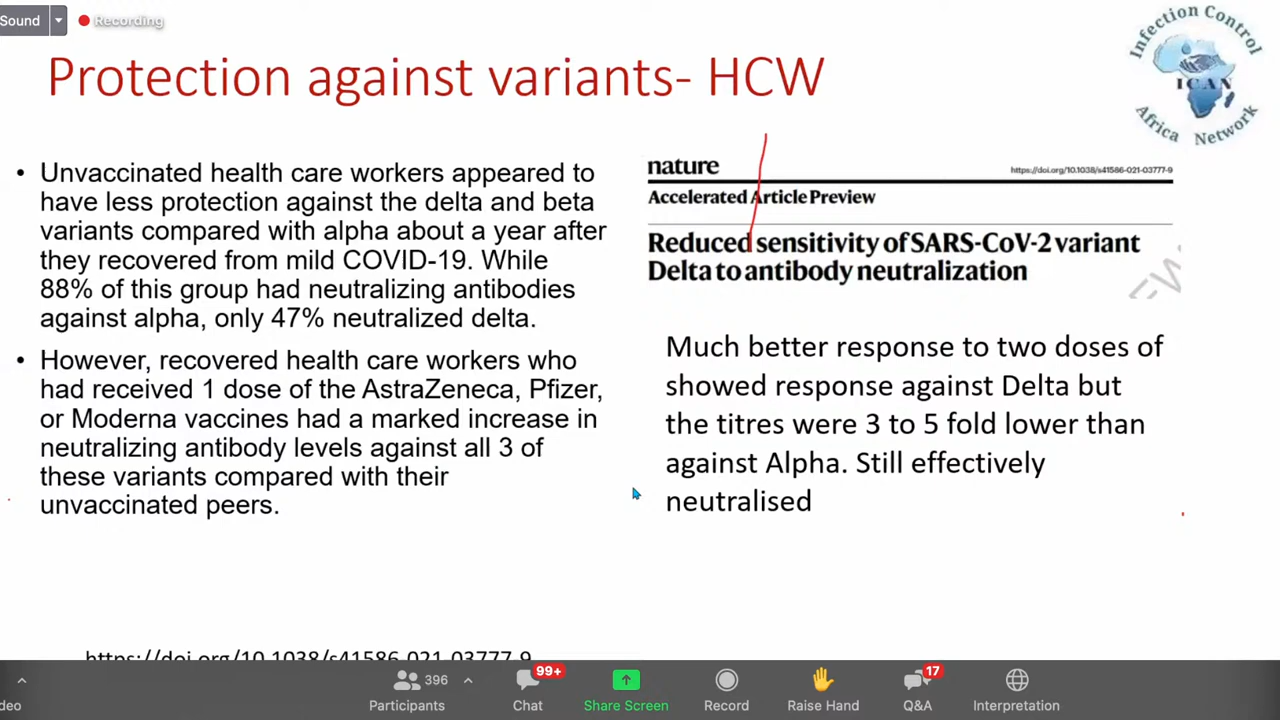 Sound
Recording
Infection Control
ICAN
Africa Network
Protection against variants- HCW
• Unvaccinated health care workers appeared to
have less protection against the delta and beta
variants compared with alpha about a year after
they recovered from mild COVID-19. While
88% of this group had neutralizing antibodies
against alpha, only 47% neutralized delta.
• However, recovered health care workers who
had received 1 dose of the AstraZeneca, Pfizer,
or Moderna vaccines had a marked increase in
neutralizing antibody levels against all 3 of
these variants compared with their
unvaccinated peers.
nature
https://doi.org/10.1038/s41586-021-03777-9
Accelerated Article Preview
Reduced sensitivity of SARS-CoV-2 variant
Delta to antibody neutralization
EW
Much better response to two doses of
showed response against Delta but
the titres were 3 to 5 fold lower than
against Alpha. Still effectively
neutralised
https://doi.org/10.1038/s41586-021-03777-9
deo
396
Participants
99+
Chat
Share Screen
Record
Raise Hand
17
Q&A
Interpretation